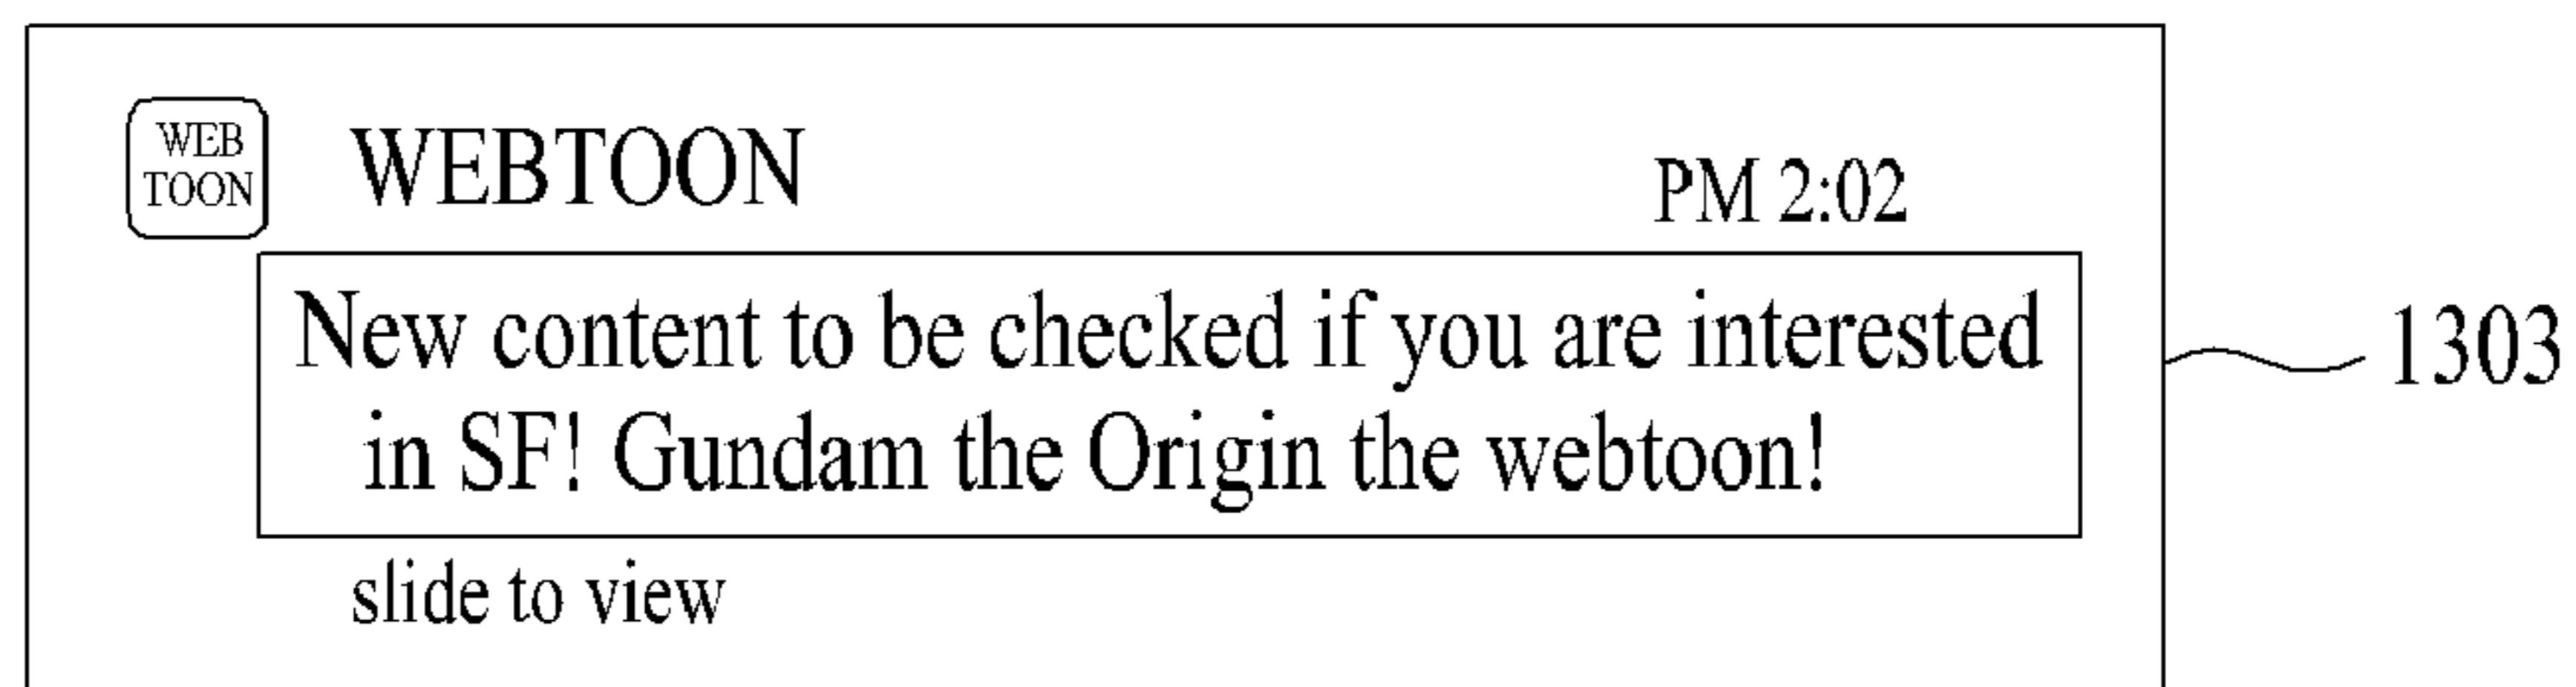 WEB
TOON
WEBTOON
PM 2:02
New content to be checked if you are interested
in SF! Gundam the Origin the webtoon!
1303
slide to view